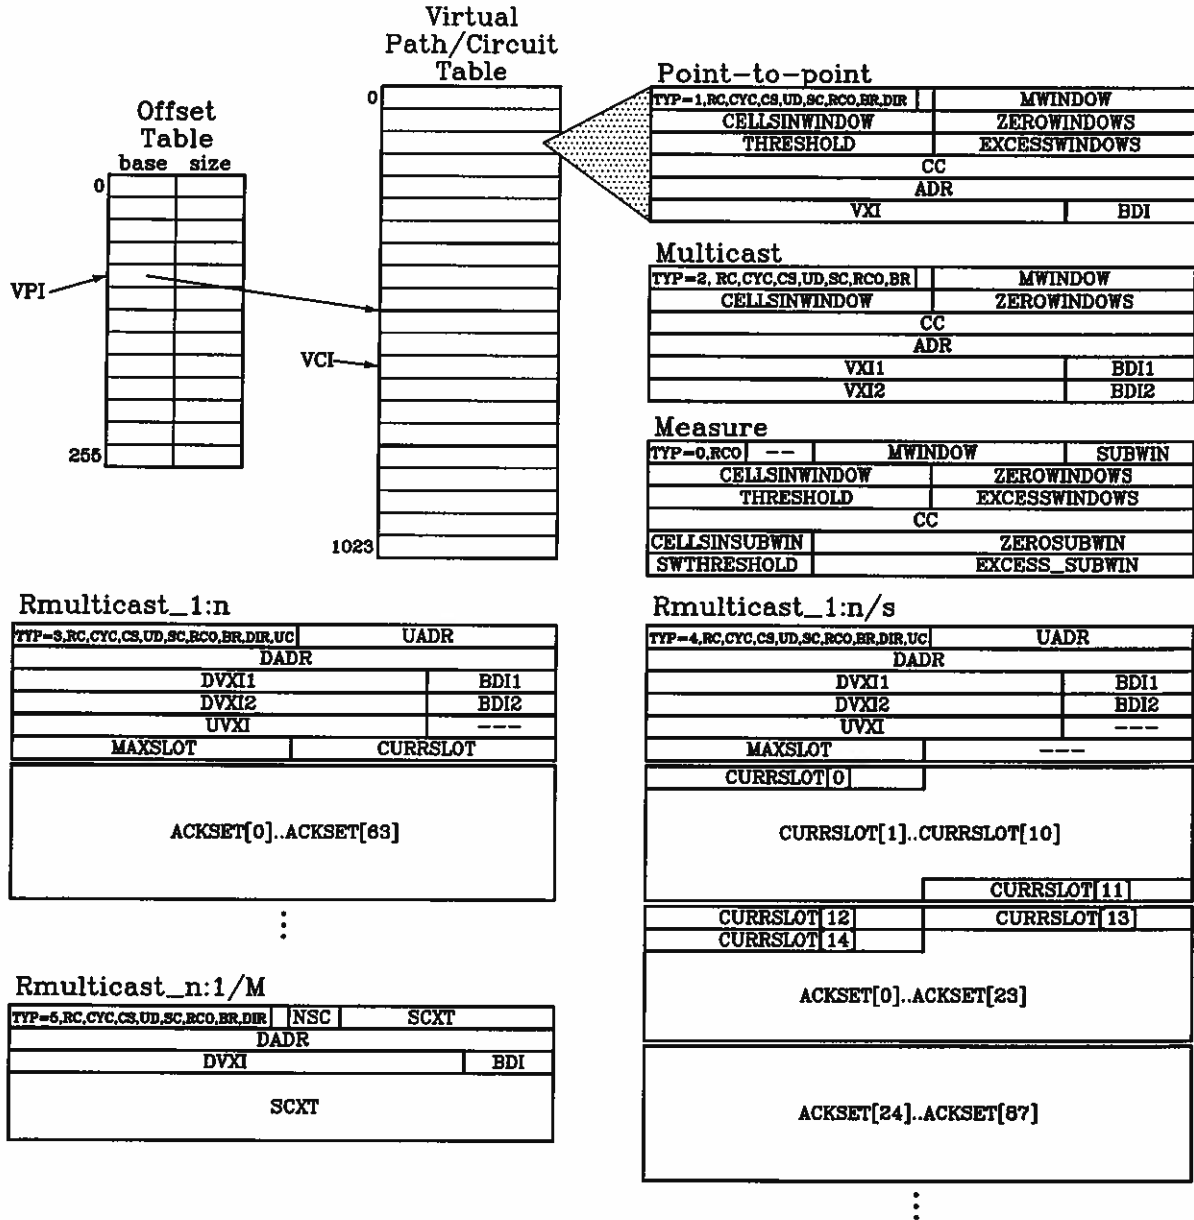 Virtual
Path/Circuit
Table
0
Offset
Table
base size
0
VPI
255
VCI
1023
Point-to-point
TYP=1,RC,CYC,CS,UD,SC,RCO,BR,DIR MWINDOW
CELLSINWINDOW ZEROWINDOWS
THRESHOLD EXCESSWINDOWS
CC
ADR
VXI BDI
Multicast
TYP=2, RC,CYC,CS,UD,SC,RCO,BR MWINDOW
CELLSINWINDOW ZEROWINDOWS
CC
ADR
VXI1 BDI1
VXI2 BDI2
Measure
TYP=0,RCO -- MWINDOW SUBWIN
CELLSINWINDOW ZEROWINDOWS
THRESHOLD EXCESSWINDOWS
CC
CELLSINSUBWIN ZEROSUBWIN
SWTHRESHOLD EXCESS_SUBWIN
Rmulticast_1:n
TYP=3,RC,CYC,CS,UD,SC,RCO,BR,DIR,UC UADR
DADR
DVXI1 BDI1
DVXI2 BDI2
UVXI ---
MAXSLOT CURRSLOT
ACKSET[0]..ACKSET[63]
⋮
Rmulticast_n:1/M
TYP=5,RC,CYC,CS,UD,SC,RCO,BR,DIR NSC SCXT
DADR
DVXI BDI
SCXT
Rmulticast_1:n/s
TYP=4,RC,CYC,CS,UD,SC,RCO,BR,DIR,UC UADR
DADR
DVXI1 BDI1
DVXI2 BDI2
UVXI ---
MAXSLOT ---
CURRSLOT[0]
CURRSLOT[1]..CURRSLOT[10]
CURRSLOT[11]
CURRSLOT[12] CURRSLOT[13]
CURRSLOT[14]
ACKSET[0]..ACKSET[23]
ACKSET[24]..ACKSET[87]
⋮